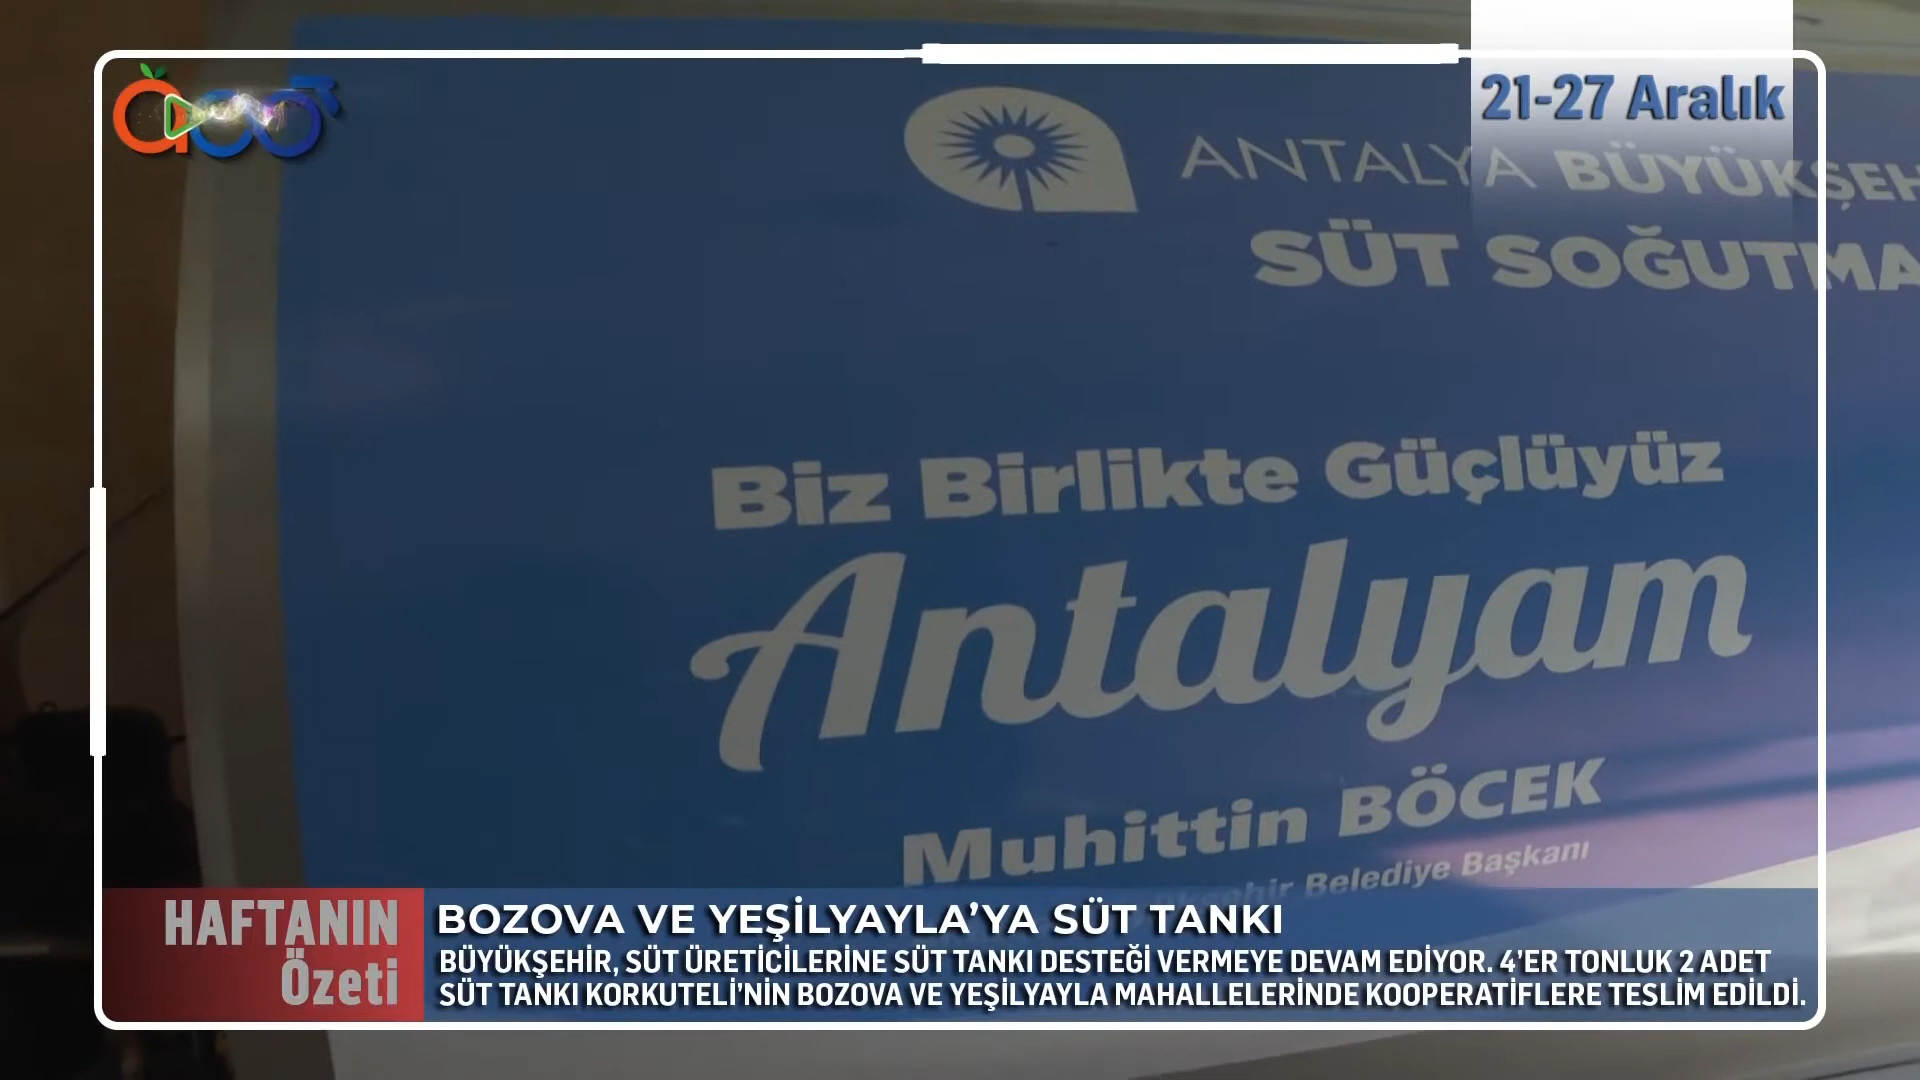 21-27 Aralık
ANTALYA BÜYÜKŞEH
SÜT SOĞUTMA
Biz Birlikte Güçlüyüz
Antalyam
Muhittin BÖCEK
Belediye Başkanı
HAFTANIN
Özeti
BOZOVA VE YEŞİLYAYLA’YA SÜT TANKI
BÜYÜKŞEHİR, SÜT ÜRETİCİLERİNE SÜT TANKI DESTEĞİ VERMEYE DEVAM EDİYOR. 4’ER TONLUK 2 ADET
SÜT TANKI KORKUTELİ’NİN BOZOVA VE YEŞİLYAYLA MAHALLELERİNDE KOOPERATİFLERE TESLİM EDİLDİ.